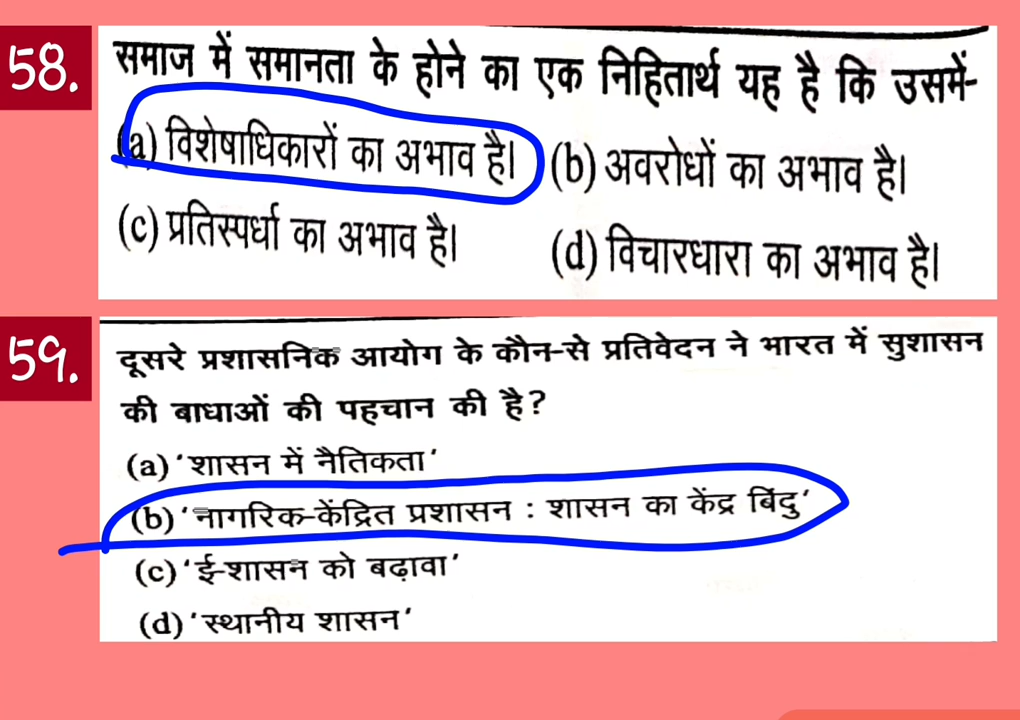 58.
समाज में समानता के होने का एक निहितार्थ यह है कि उसमें-
(a) विशेषाधिकारों का अभाव है। (b) अवरोधों का अभाव है।
(c) प्रतिस्पर्धा का अभाव है। (d) विचारधारा का अभाव है।
59.
दूसरे प्रशासनिक आयोग के कौन-से प्रतिवेदन ने भारत में सुशासन
की बाधाओं की पहचान की है?
(a) 'शासन में नैतिकता'
(b) 'नागरिक-केंद्रित प्रशासन : शासन का केंद्र बिंदु'
(c) 'ई-शासन को बढ़ावा'
(d) 'स्थानीय शासन'